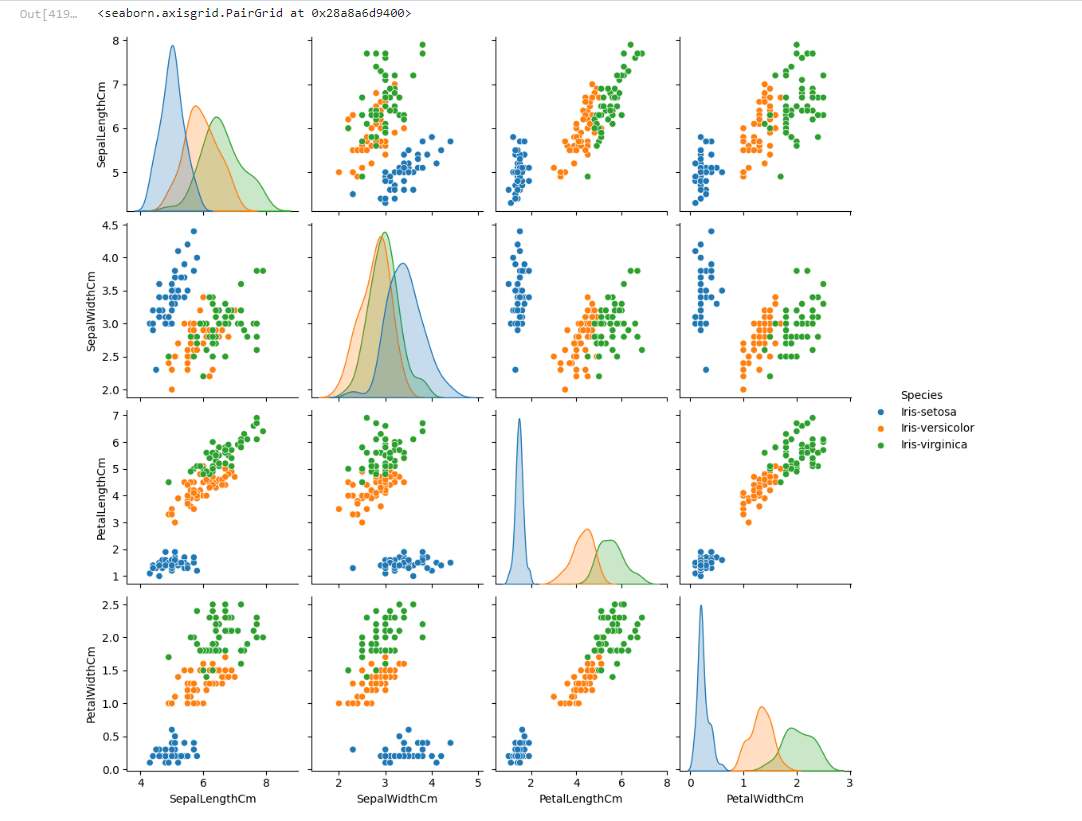 Out[419... <seaborn.axisgrid.PairGrid at 0x28a8a6d9400>
8
7
6
5
SepalLengthCm
4.5
4.0
3.5
3.0
2.5
2.0
SepalWidthCm
Species
Iris-setosa
Iris-versicolor
Iris-virginica
7
6
5
4
3
2
1
PetalLengthCm
2.5
2.0
1.5
1.0
0.5
0.0
PetalWidthCm
4 6 8 2 3 4 5 2 4 6 8 0 1 2 3
SepalLengthCm SepalWidthCm PetalLengthCm PetalWidthCm